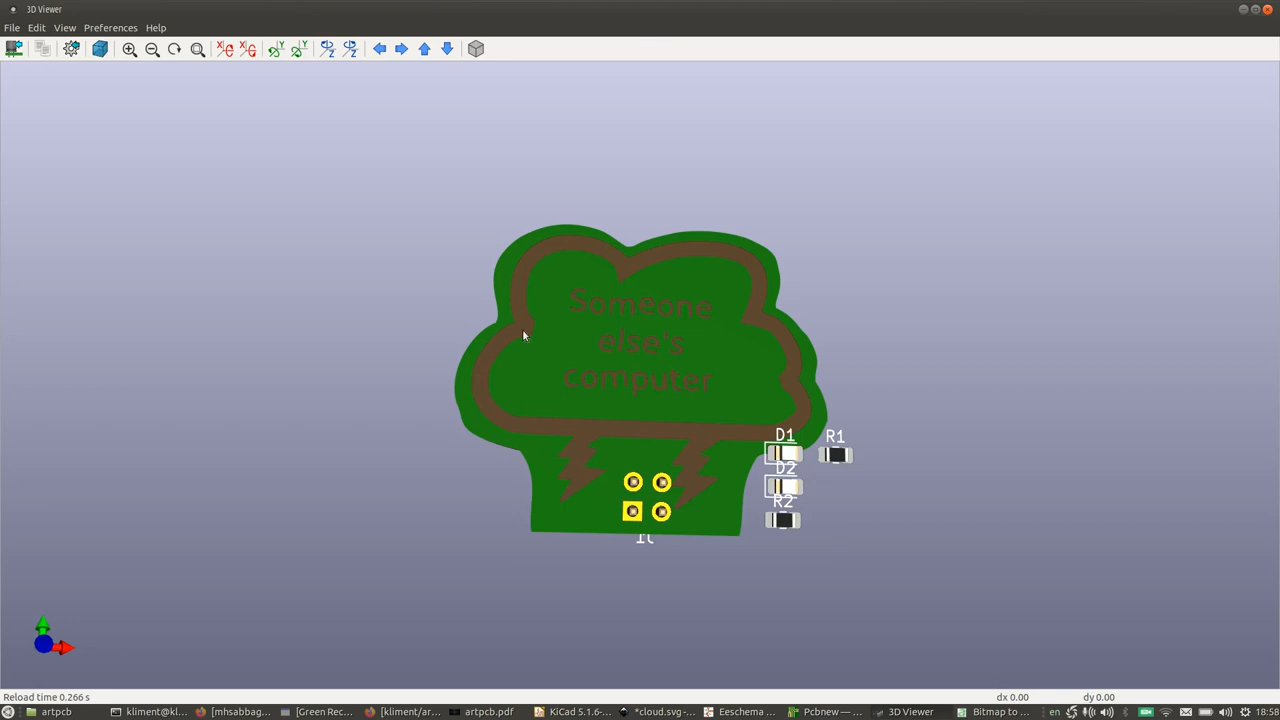 3D Viewer
File Edit View Preferences Help
Someone
else's
computer
D1
R1
D2
R2
Reload time 0.266 s
dx 0.00
dy 0.00
artpcb
kliment@kl...
[mhsabbag...
[Green Rec...
[kliment/ar...
artpcb.pdf
KiCad 5.1.6-...
*cloud.svg-...
Eeschema ...
Pcbnew — ...
3D Viewer
Bitmap to ...
en
18:58